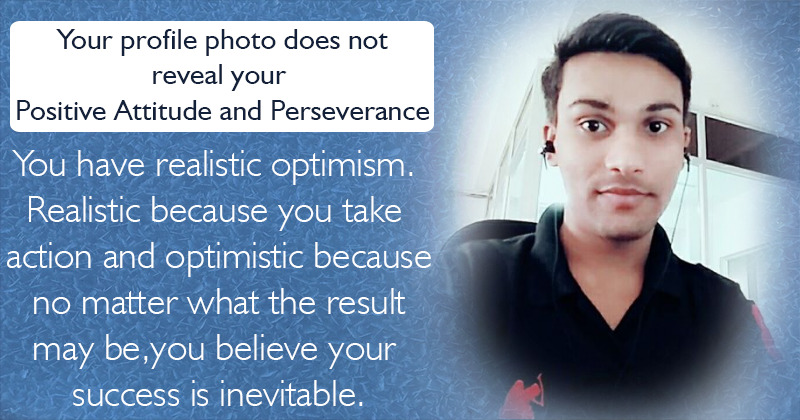 Your profile photo does not
reveal your
Positive Attitude and Perseverance
You have realistic optimism.
Realistic because you take
action and optimistic because
no matter what the result
may be,you believe your
success is inevitable.